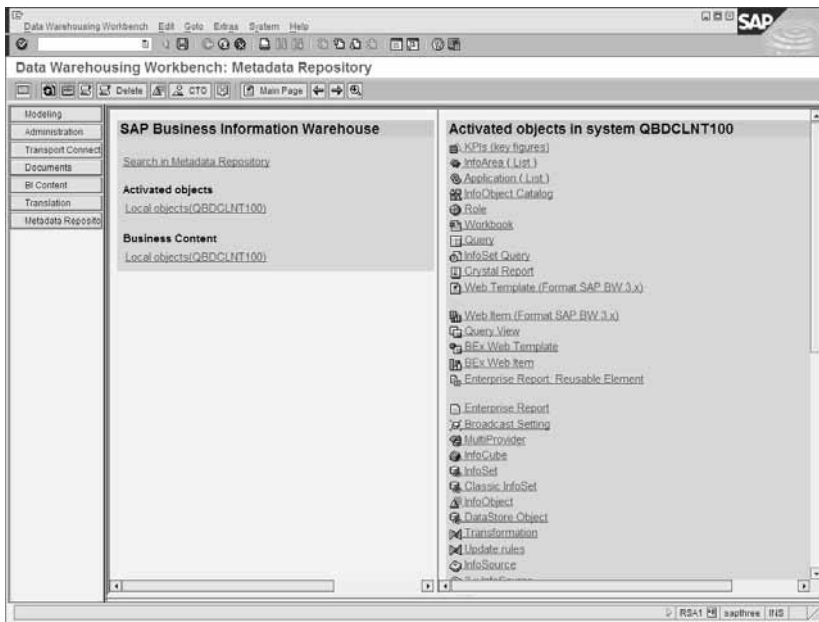 Data Warehousing Workbench Edit Goto Extras System Help
SAP
Data Warehousing Workbench: Metadata Repository
Delete CTO Main Page
Modeling
Administration
Transport Connect
Documents
BI Content
Translation
Metadata Reposito
SAP Business Information Warehouse
Search in Metadata Repository
Activated objects
Local objects(QBDCLNT100)
Business Content
Local objects(QBDCLNT100)
Activated objects in system QBDCLNT100
KPIs (key figures)
InfoArea ( List )
Application ( List )
InfoObject Catalog
Role
Workbook
Query
InfoSet Query
Crystal Report
Web Template (Format SAP BW 3.x)
Web Item (Format SAP BW 3.x)
Query View
BEx Web Template
BEx Web Item
Enterprise Report: Reusable Element
Enterprise Report
Broadcast Setting
MultiProvider
InfoCube
InfoSet
Classic InfoSet
InfoObject
DataStore Object
Transformation
Update rules
InfoSource
RSA1 sapthree INS